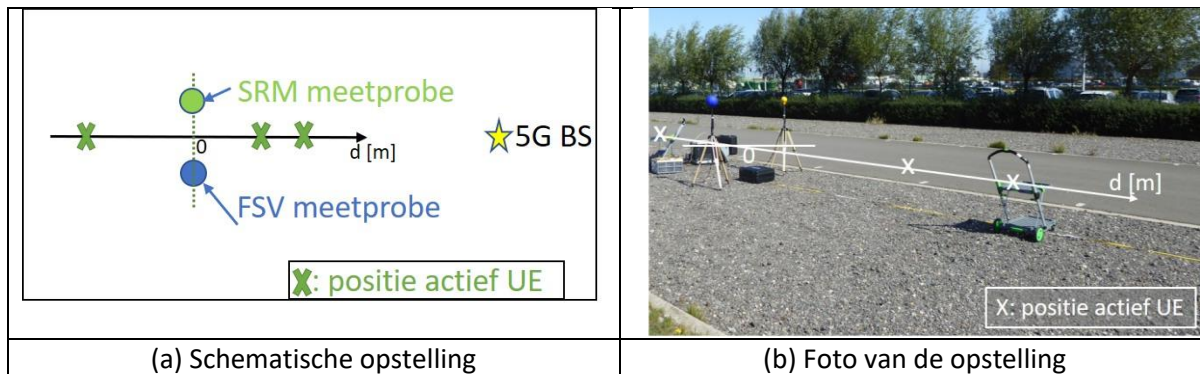 SRM meetprobe
0
d [m]
5G BS
FSV meetprobe
X: positie actief UE
(a) Schematische opstelling
X
0
X
X
d [m]
X: positie actief UE
(b) Foto van de opstelling